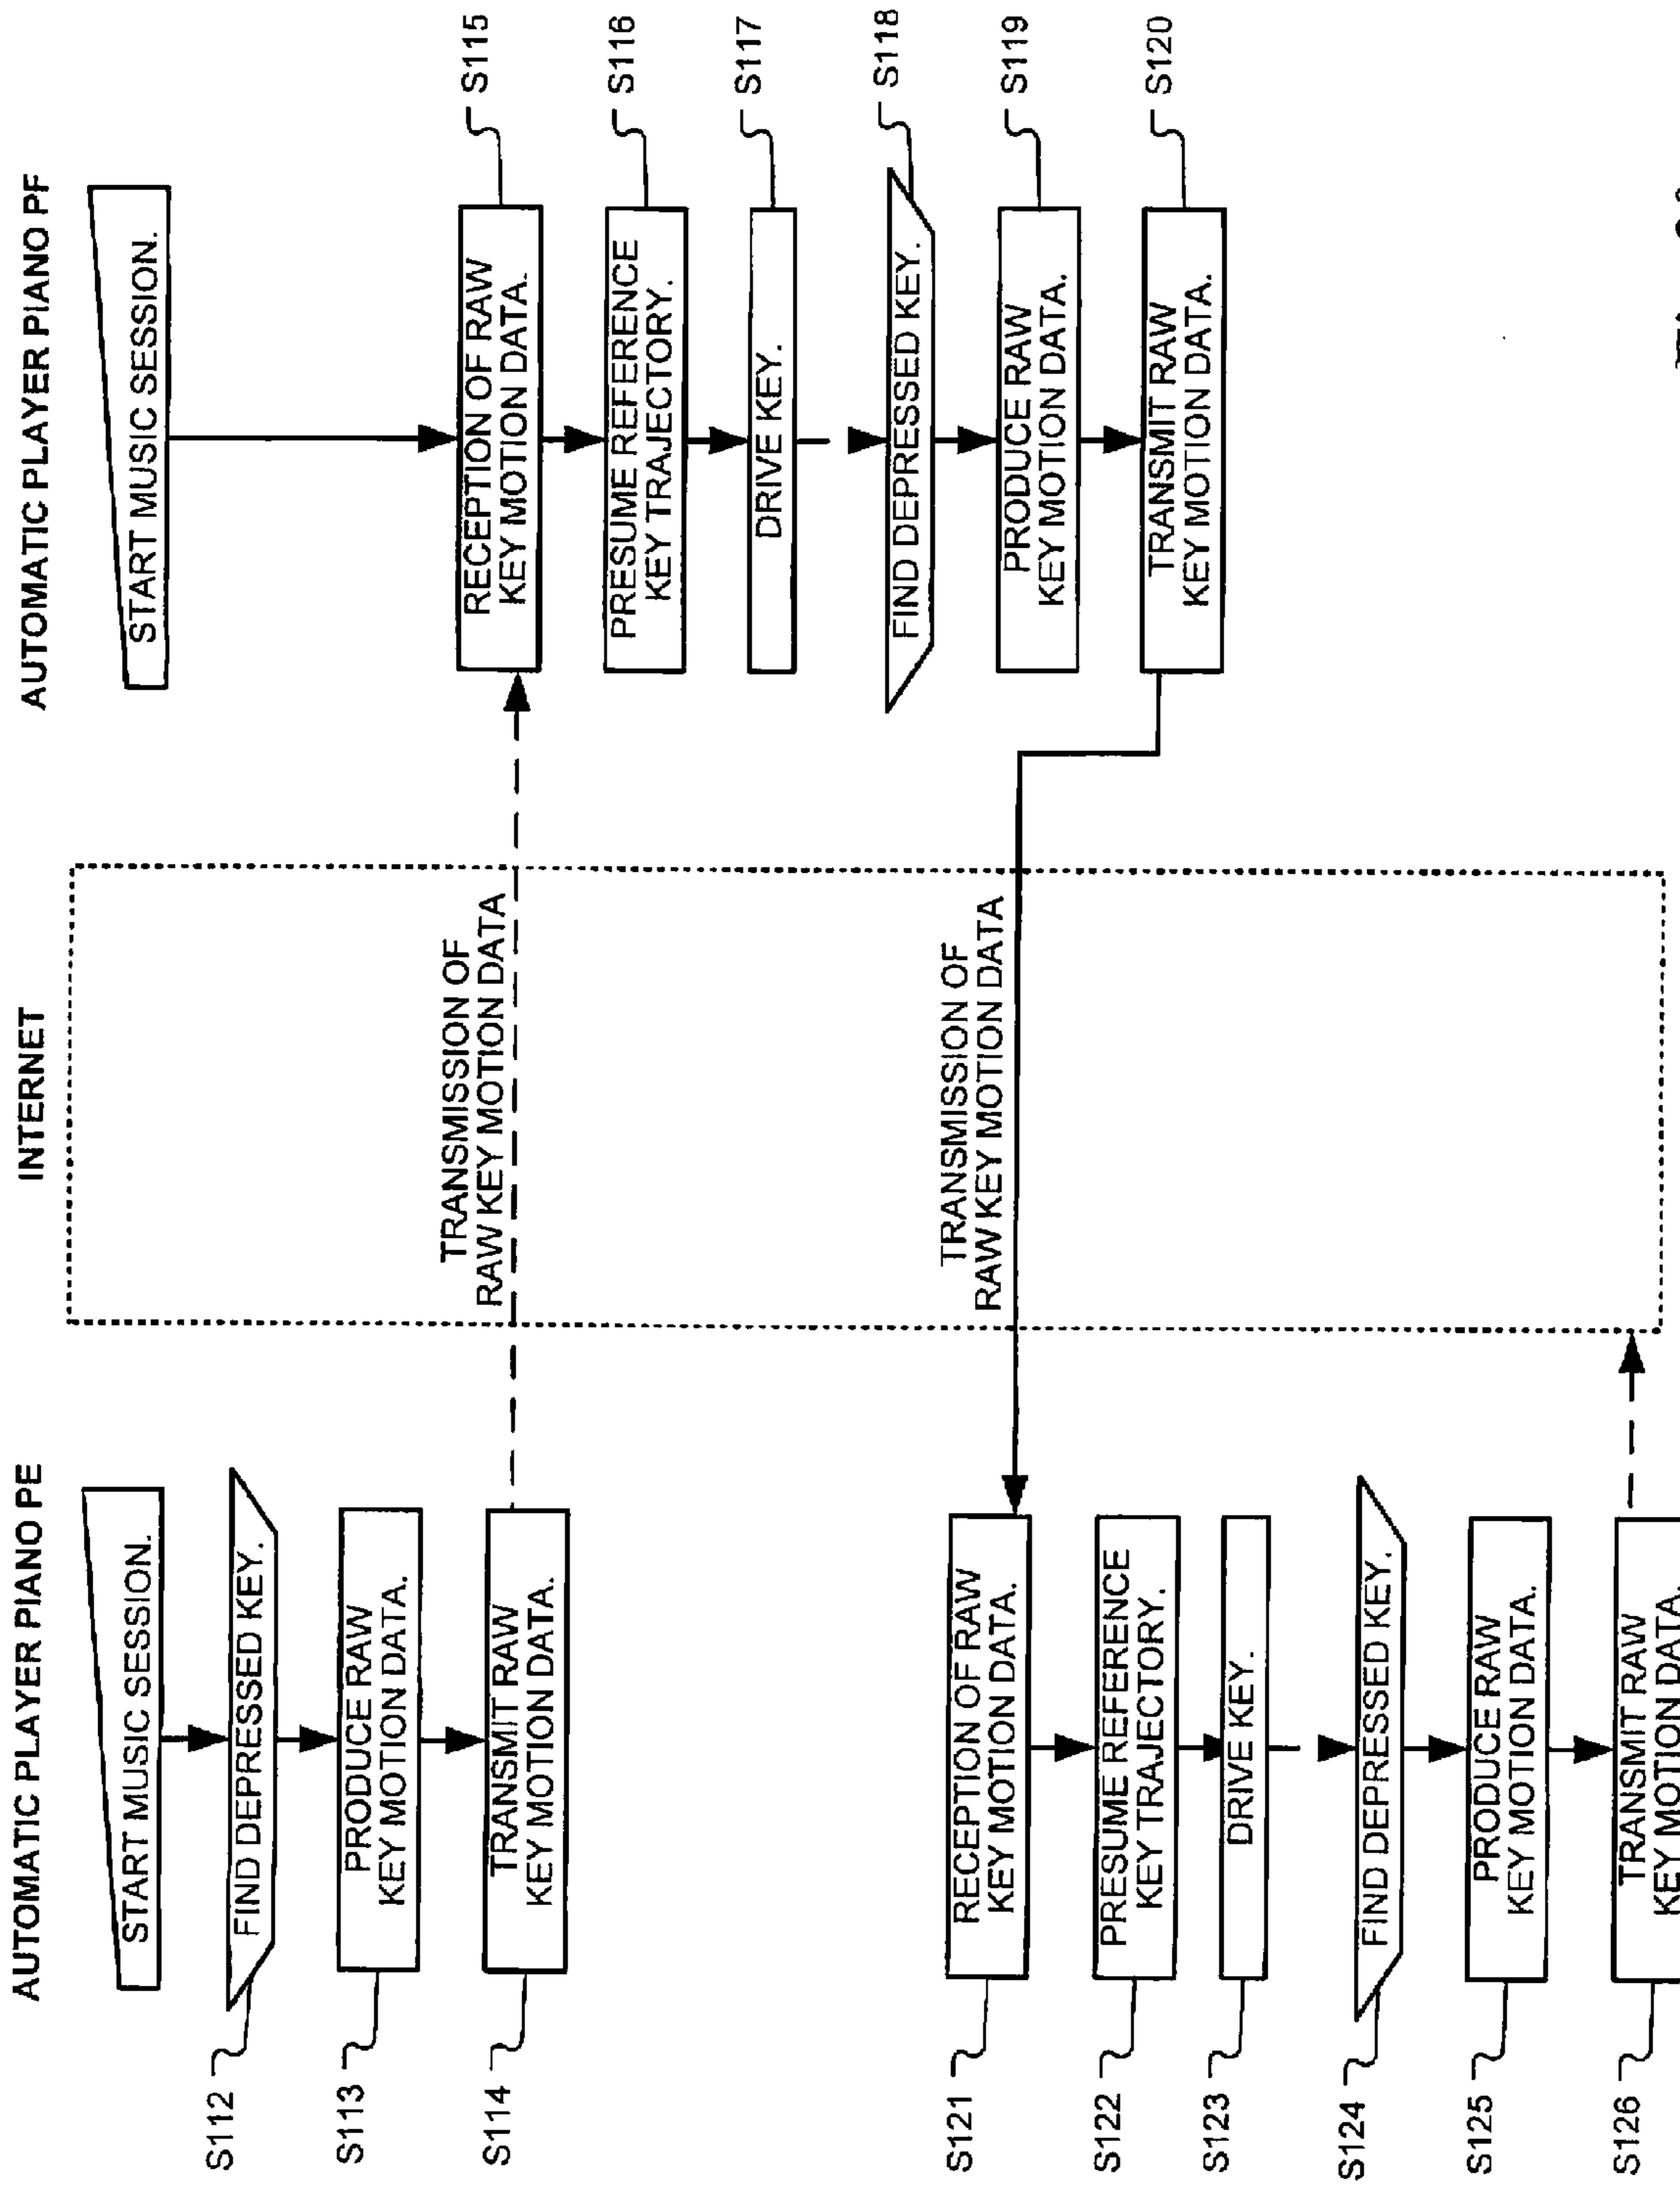 AUTOMATIC PLAYER PIANO PE
START MUSIC SESSION.
S112
FIND DEPRESSED KEY.
S113
PRODUCE RAW
KEY MOTION DATA.
S114
TRANSMIT RAW
KEY MOTION DATA.
S121
RECEPTION OF RAW
KEY MOTION DATA.
S122
PRESUME REFERENCE
KEY TRAJECTORY.
S123
DRIVE KEY.
S124
FIND DEPRESSED KEY.
S125
PRODUCE RAW
KEY MOTION DATA.
S126
TRANSMIT RAW
KEY MOTION DATA.
INTERNET
TRANSMISSION OF
RAW KEY MOTION DATA
TRANSMISSION OF
RAW KEY MOTION DATA
AUTOMATIC PLAYER PIANO PF
START MUSIC SESSION.
RECEPTION OF RAW
KEY MOTION DATA.
S115
PRESUME REFERENCE
KEY TRAJECTORY.
S116
DRIVE KEY.
S117
FIND DEPRESSED KEY.
S118
PRODUCE RAW
KEY MOTION DATA.
S119
TRANSMIT RAW
KEY MOTION DATA.
S120